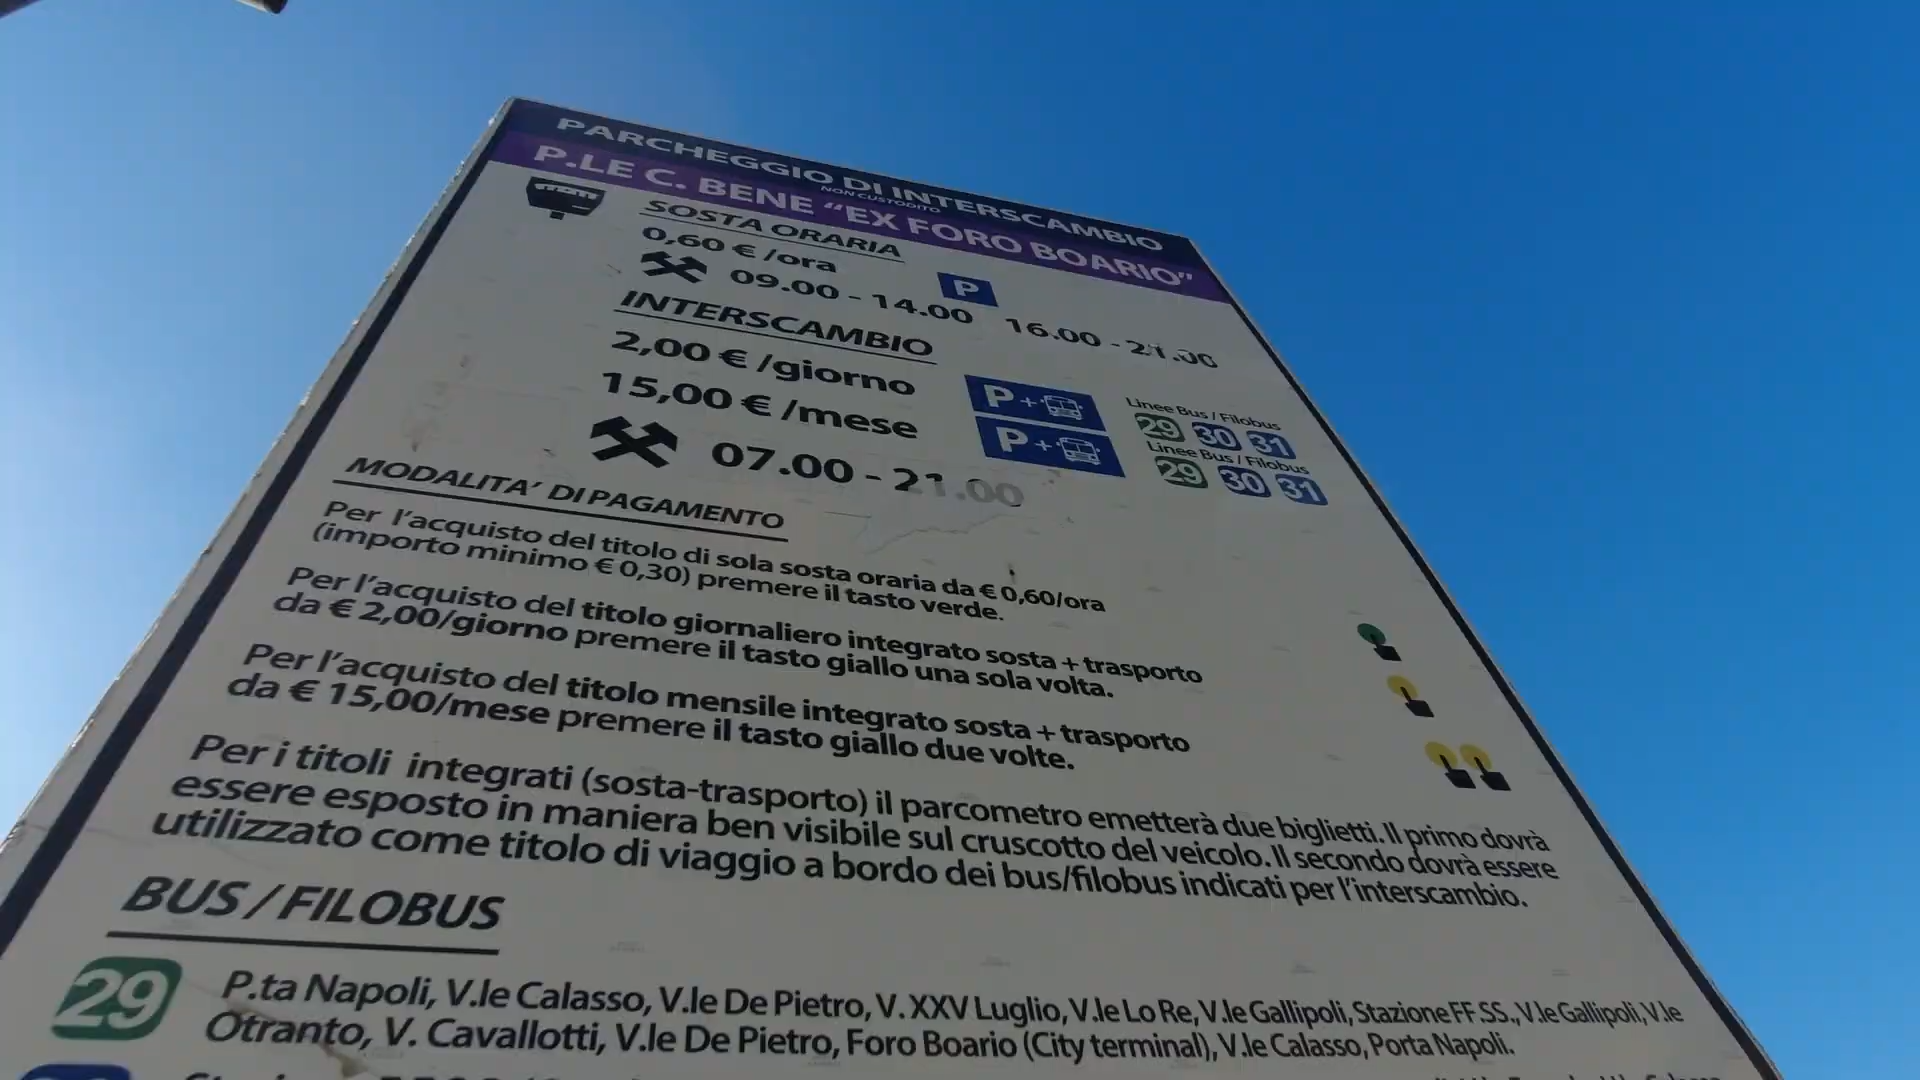 PARCHEGGIO DI INTERSCAMBIO
NON CUSTODITO
P.LE C. BENE “EX FORO BOARIO”
SOSTA ORARIA
0,60 € /ora
P
09.00 - 14.00 16.00 - 21.00
INTERSCAMBIO
2,00 € /giorno
P +
Linee Bus / Filobus
29 30 31
15,00 € /mese
P +
Linee Bus / Filobus
29 30 31
07.00 - 21.00
MODALITA’ DI PAGAMENTO
Per l’acquisto del titolo di sola sosta oraria da € 0,60/ora
(importo minimo € 0,30) premere il tasto verde.
Per l’acquisto del titolo giornaliero integrato sosta + trasporto
da € 2,00/giorno premere il tasto giallo una sola volta.
Per l’acquisto del titolo mensile integrato sosta + trasporto
da € 15,00/mese premere il tasto giallo due volte.
Per i titoli integrati (sosta-trasporto) il parcometro emetterà due biglietti. Il primo dovrà
essere esposto in maniera ben visibile sul cruscotto del veicolo. Il secondo dovrà essere
utilizzato come titolo di viaggio a bordo dei bus/filobus indicati per l’interscambio.
BUS / FILOBUS
29
P.ta Napoli, V.le Calasso, V.le De Pietro, V. XXV Luglio, V.le Lo Re, V.le Gallipoli, Stazione FF SS., V.le Gallipoli, V.le
Otranto, V. Cavallotti, V.le De Pietro, Foro Boario (City terminal), V.le Calasso, Porta Napoli.